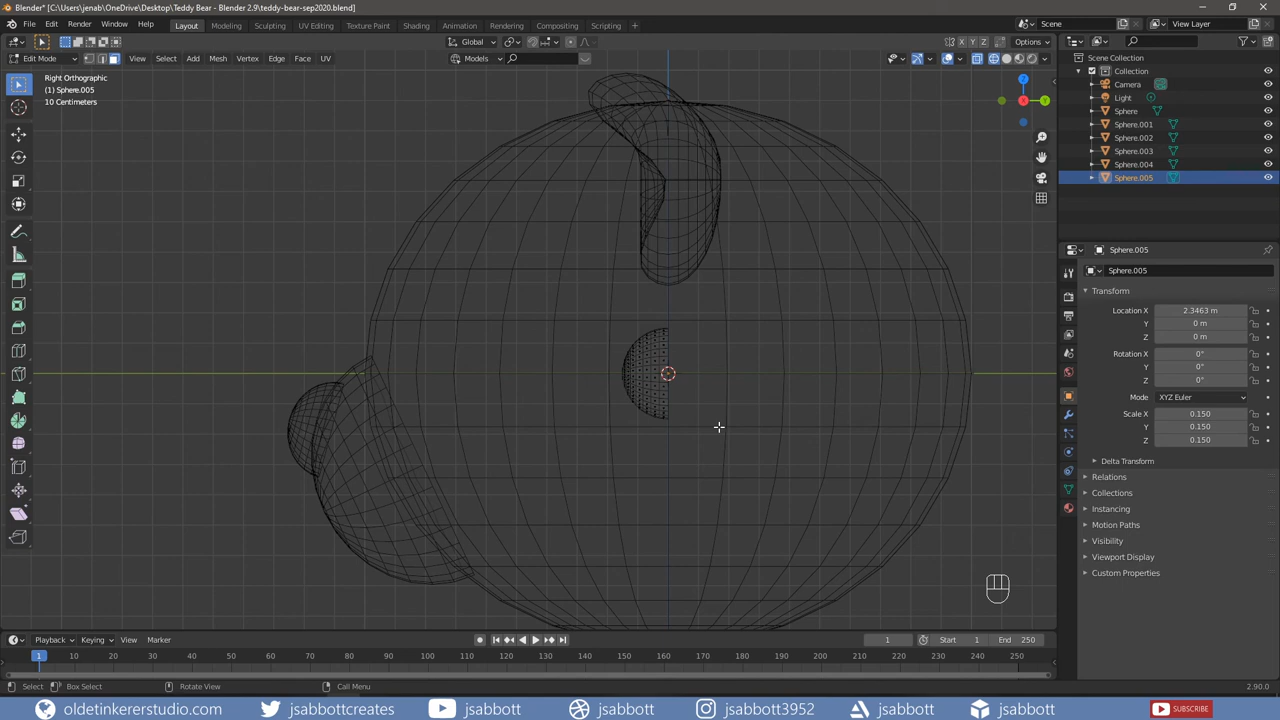 Blender* [C:\Users\jenab\OneDrive\Desktop\Teddy Bear - Blender 2.9\teddy-bear-sep2020.blend]
File Edit Render Window Help Layout Modeling Sculpting UV Editing Texture Paint Shading Animation Rendering Compositing Scripting Scene View Layer
Global X Y Z Options
Edit Mode View Select Add Mesh Vertex Edge Face UV Models
Right Orthographic
(1) Sphere.005
10 Centimeters
Z
X Y
Scene Collection
Collection
Camera
Light
Sphere
Sphere.001
Sphere.002
Sphere.003
Sphere.004
Sphere.005
Sphere.005
Sphere.005
Transform
Location X 2.3463 m
Y 0 m
Z 0 m
Rotation X 0°
Y 0°
Z 0°
Mode XYZ Euler
Scale X 0.150
Y 0.150
Z 0.150
Delta Transform
Relations
Collections
Instancing
Motion Paths
Visibility
Viewport Display
Custom Properties
Playback Keying View Marker 1 Start 1 End 250
1 10 20 30 40 50 60 70 80 90 100 110 120 130 140 150 160 170 180 190 200 210 220 230 240 250
Select Box Select Rotate View Call Menu 2.90.0
oldetinkererstudio.com jsabbottcreates jsabbott jsabbott jsabbott3952 jsabbott jsabbott SUBSCRIBE